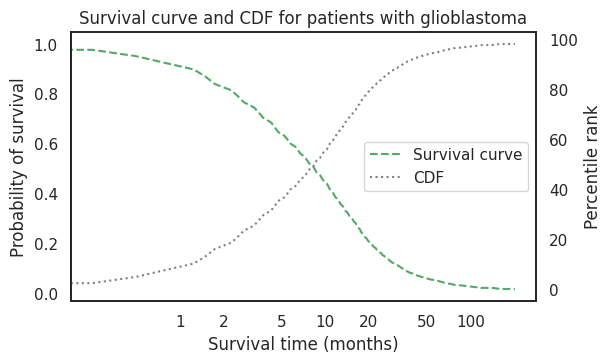 Survival curve and CDF for patients with glioblastoma
Probability of survival
1.0
0.8
0.6
0.4
0.2
0.0
100
80
60
40
20
0
Percentile rank
Survival curve
CDF
1 2 5 10 20 50 100
Survival time (months)